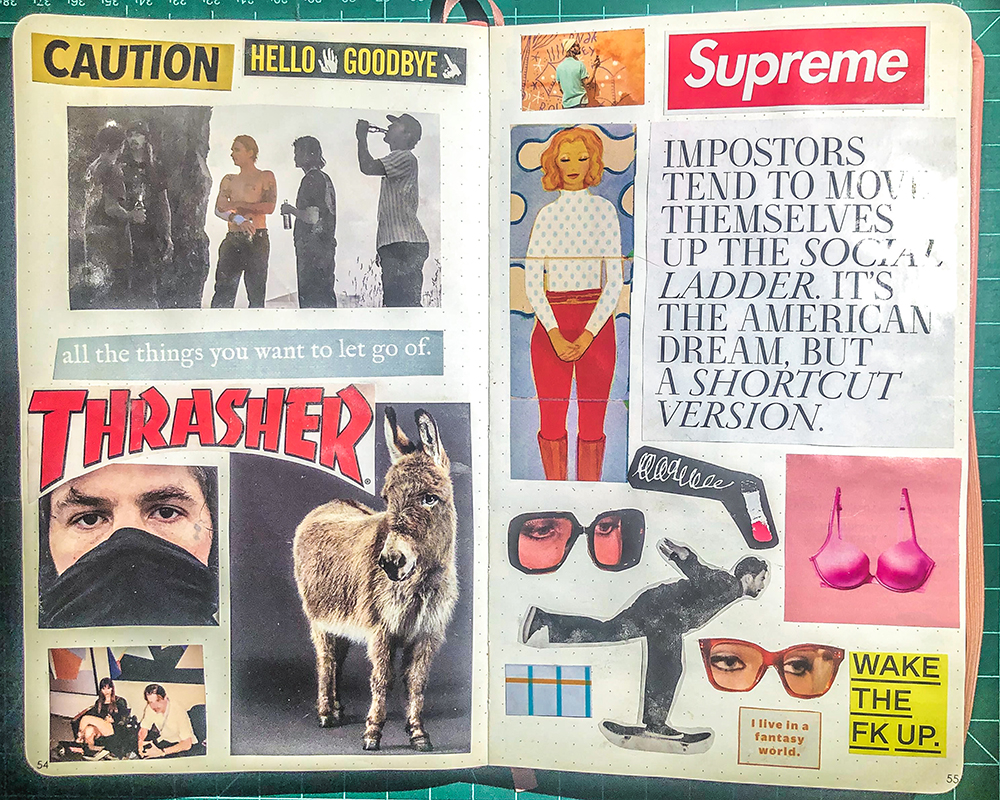 CAUTION
HELLO GOODBYE
all the things you want to let go of.
THRASHER®
54
Supreme
IMPOSTORS
TEND TO MOVE
THEMSELVES
UP THE SOCIAL
LADDER. IT'S
THE AMERICAN
DREAM, BUT
A SHORTCUT
VERSION.
I live in a
fantasy
world.
WAKE
THE
FK UP.
55